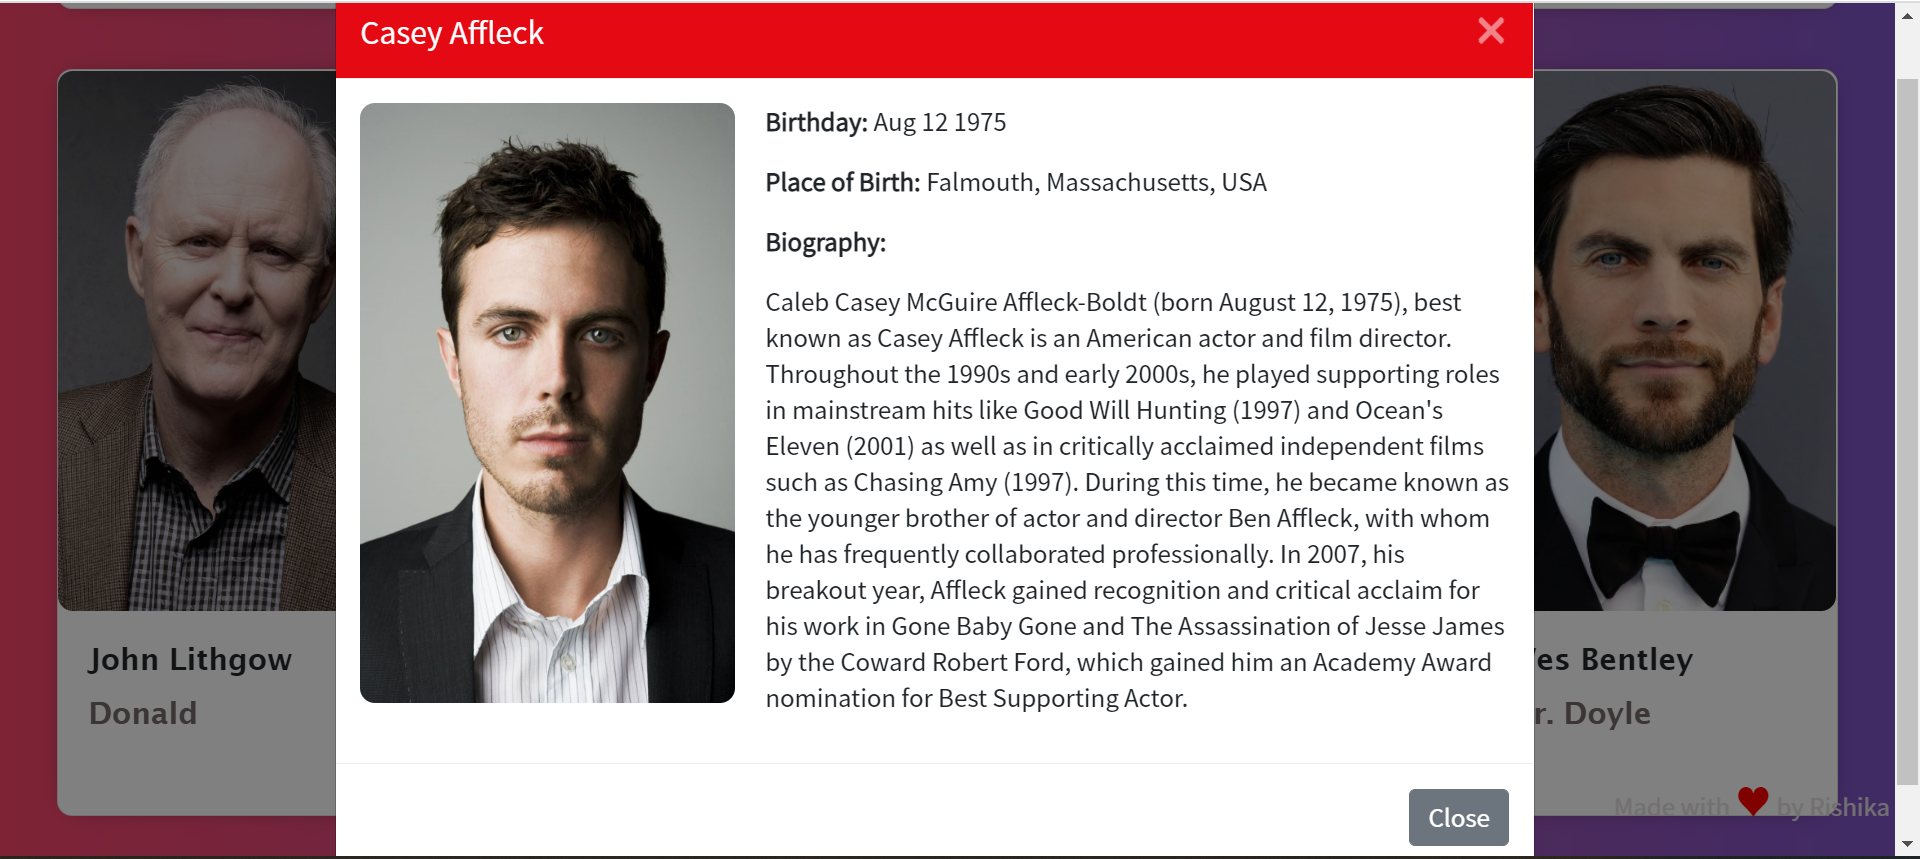 Casey Affleck
Birthday: Aug 12 1975
Place of Birth: Falmouth, Massachusetts, USA
Biography:
Caleb Casey McGuire Affleck-Boldt (born August 12, 1975), best
known as Casey Affleck is an American actor and film director.
Throughout the 1990s and early 2000s, he played supporting roles
in mainstream hits like Good Will Hunting (1997) and Ocean's
Eleven (2001) as well as in critically acclaimed independent films
such as Chasing Amy (1997). During this time, he became known as
the younger brother of actor and director Ben Affleck, with whom
he has frequently collaborated professionally. In 2007, his
breakout year, Affleck gained recognition and critical acclaim for
his work in Gone Baby Gone and The Assassination of Jesse James
by the Coward Robert Ford, which gained him an Academy Award
nomination for Best Supporting Actor.
Close
John Lithgow
Donald
es Bentley
r. Doyle
Made with ♥ by Rishika